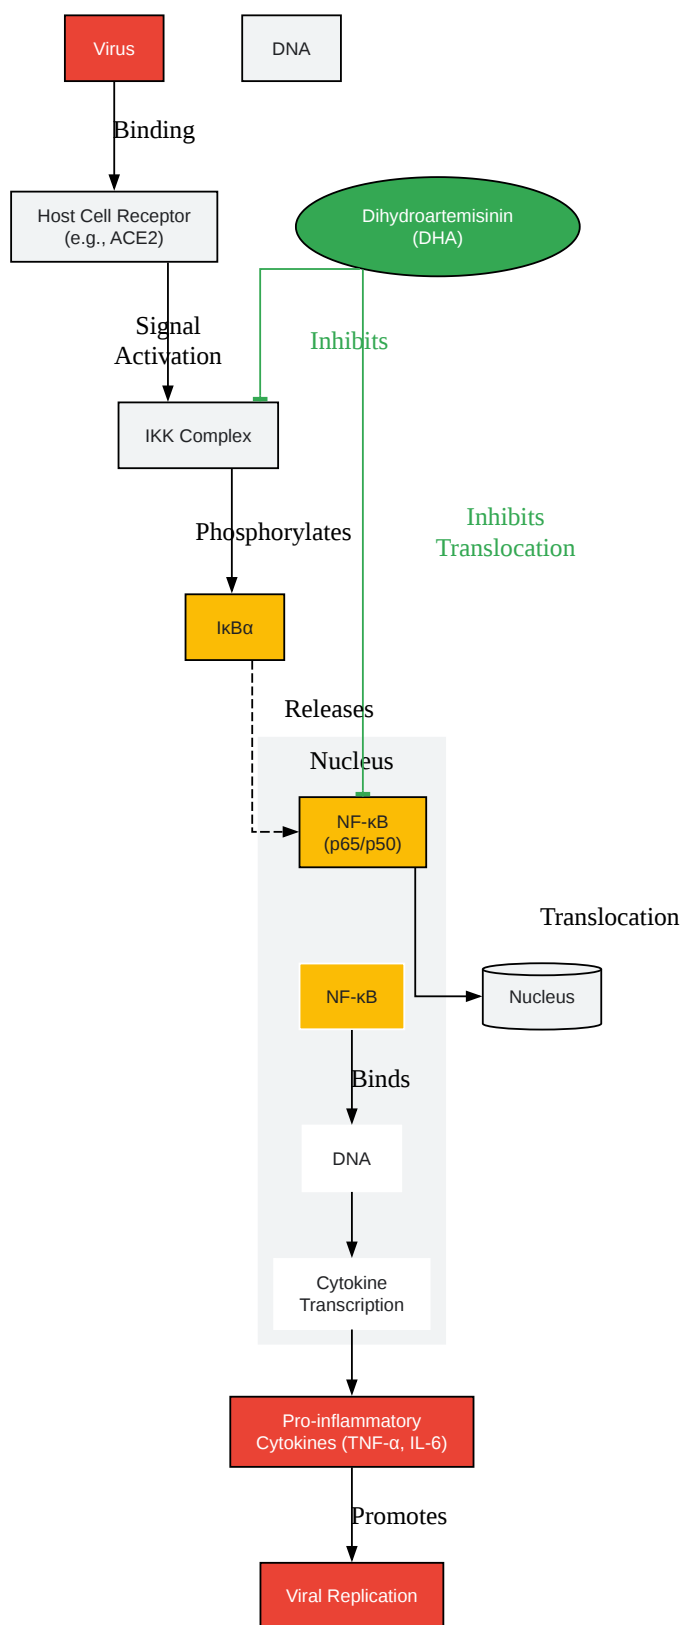 Virus
DNA
Binding
Host Cell Receptor
(e.g., ACE2)
Dihydroartemisinin
(DHA)
Signal
Activation
Inhibits
IKK Complex
Inhibits
Translocation
Phosphorylates
IκBα
Releases
Nucleus
NF-κB
(p65/p50)
Translocation
NF-κB
Nucleus
Binds
DNA
Cytokine
Transcription
Pro-inflammatory
Cytokines (TNF-α, IL-6)
Promotes
Viral Replication